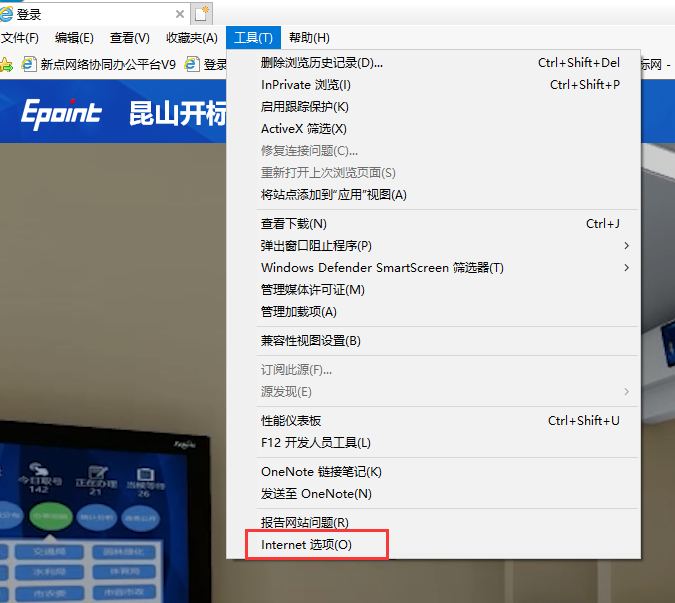 登录
文件(F) 编辑(E) 查看(V) 收藏夹(A) 工具(T) 帮助(H)
新点网络协同办公平台V9 登录 标网 -
Epoint 昆山开标
删除浏览历史记录(D)... Ctrl+Shift+Del
InPrivate 浏览(I) Ctrl+Shift+P
启用跟踪保护(K)
ActiveX 筛选(X)
修复连接问题(C)...
重新打开上次浏览页面(S)
将站点添加到“应用”视图(A)
查看下载(N) Ctrl+J
弹出窗口阻止程序(P)
Windows Defender SmartScreen 筛选器(T)
管理媒体许可证(M)
管理加载项(A)
兼容性视图设置(B)
订阅此源(F)...
源发现(E)
性能仪表板 Ctrl+Shift+U
F12 开发人员工具(L)
OneNote 链接笔记(K)
发送至 OneNote(N)
报告网站问题(R)
Internet 选项(O)
Epoint
今日取号 正在办理 当候等待
142 21 26
交通局 园林绿化
水利局 体育局
市农委 市容市政